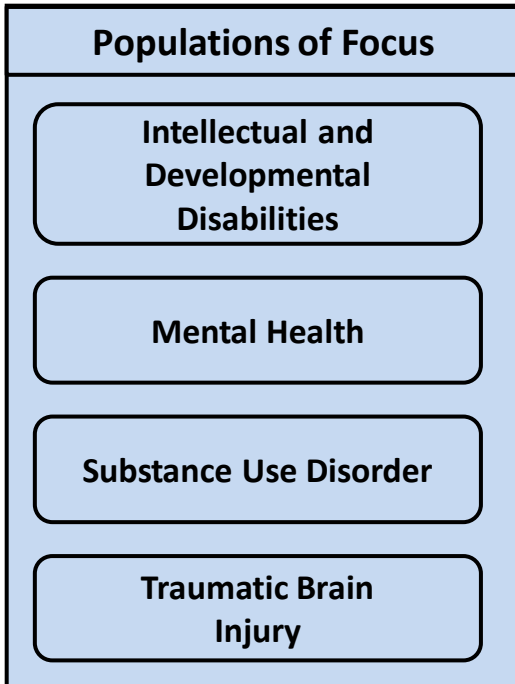 Populations of Focus
Intellectual and
Developmental
Disabilities
Mental Health
Substance Use Disorder
Traumatic Brain
Injury